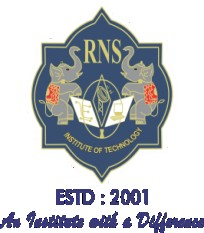 RNS
INSTITUTE OF TECHNOLOGY
ESTD : 2001
An Institute with a Difference